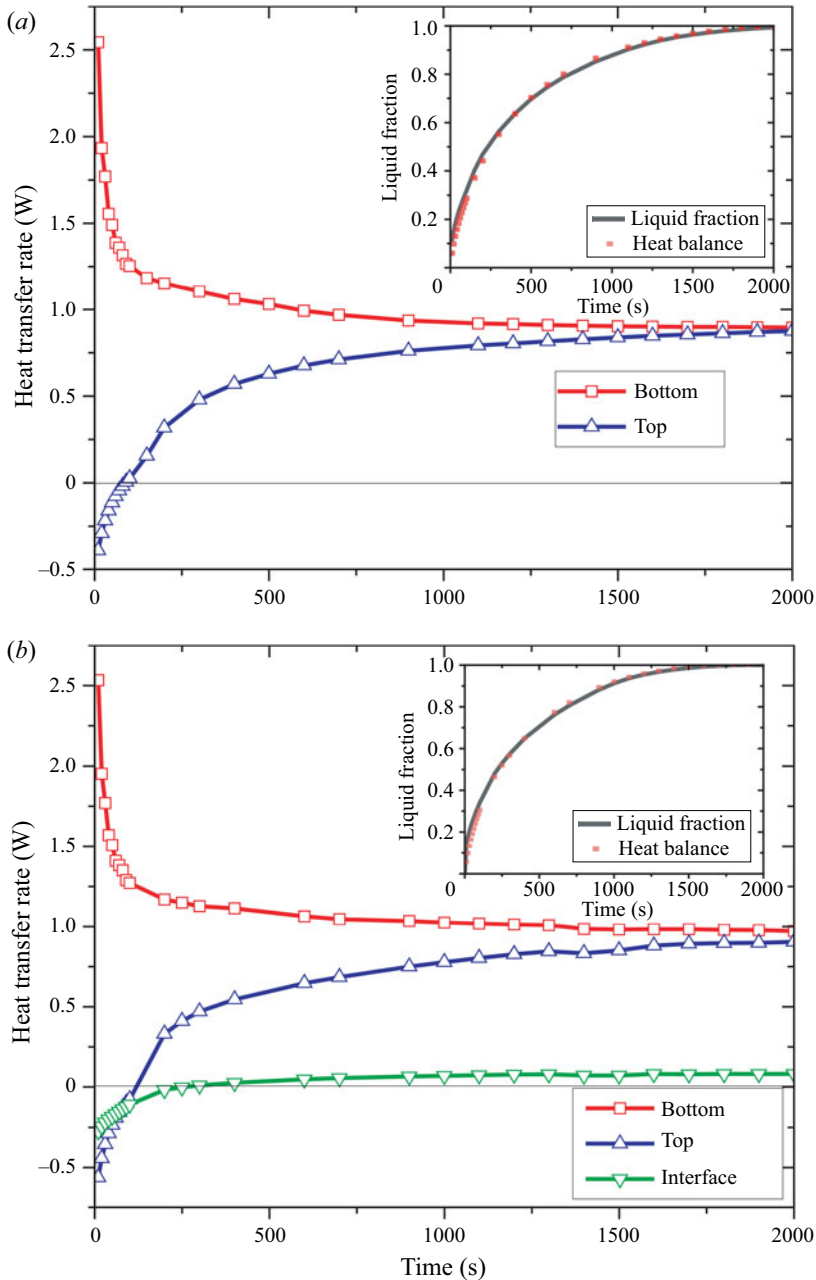 (a)
2.5
2.0
1.5
1.0
0.5
0
–0.5
Heat transfer rate (W)
0
500
1000
1500
2000
1.0
0.8
0.6
0.4
0.2
Liquid fraction
0
500
1000
1500
2000
Time (s)
Liquid fraction
Heat balance
Bottom
Top
(b)
2.5
2.0
1.5
1.0
0.5
0
–0.5
Heat transfer rate (W)
0
500
1000
1500
2000
Time (s)
1.0
0.8
0.6
0.4
0.2
Liquid fraction
0
500
1000
1500
2000
Time (s)
Liquid fraction
Heat balance
Bottom
Top
Interface